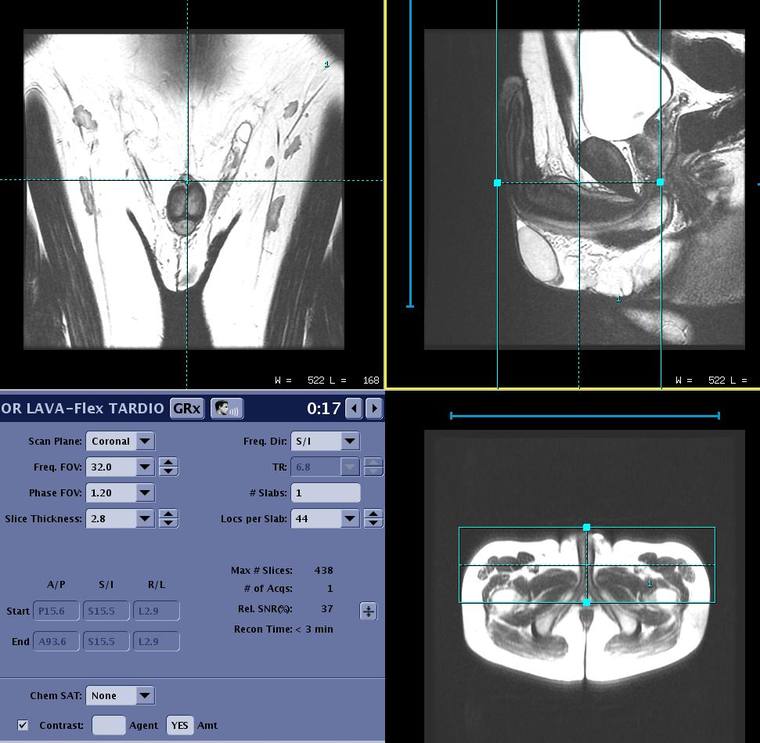 1
W = 522 L = 168
1
W = 522 L =
OR LAVA-Flex TARDIO GRx 0:17
Scan Plane: Coronal Freq. Dir: S/I
Freq. FOV: 32.0 TR: 6.8
Phase FOV: 1.20 # Slabs: 1
Slice Thickness: 2.8 Locs per Slab: 44
Max # Slices: 438
# of Acqs: 1
Rel. SNR(%): 37
Recon Time: < 3 min
A/P S/I R/L
Start P15.6 S15.5 L2.9
End A93.6 S15.5 L2.9
Chem SAT: None
Contrast: Agent YES Amt
1